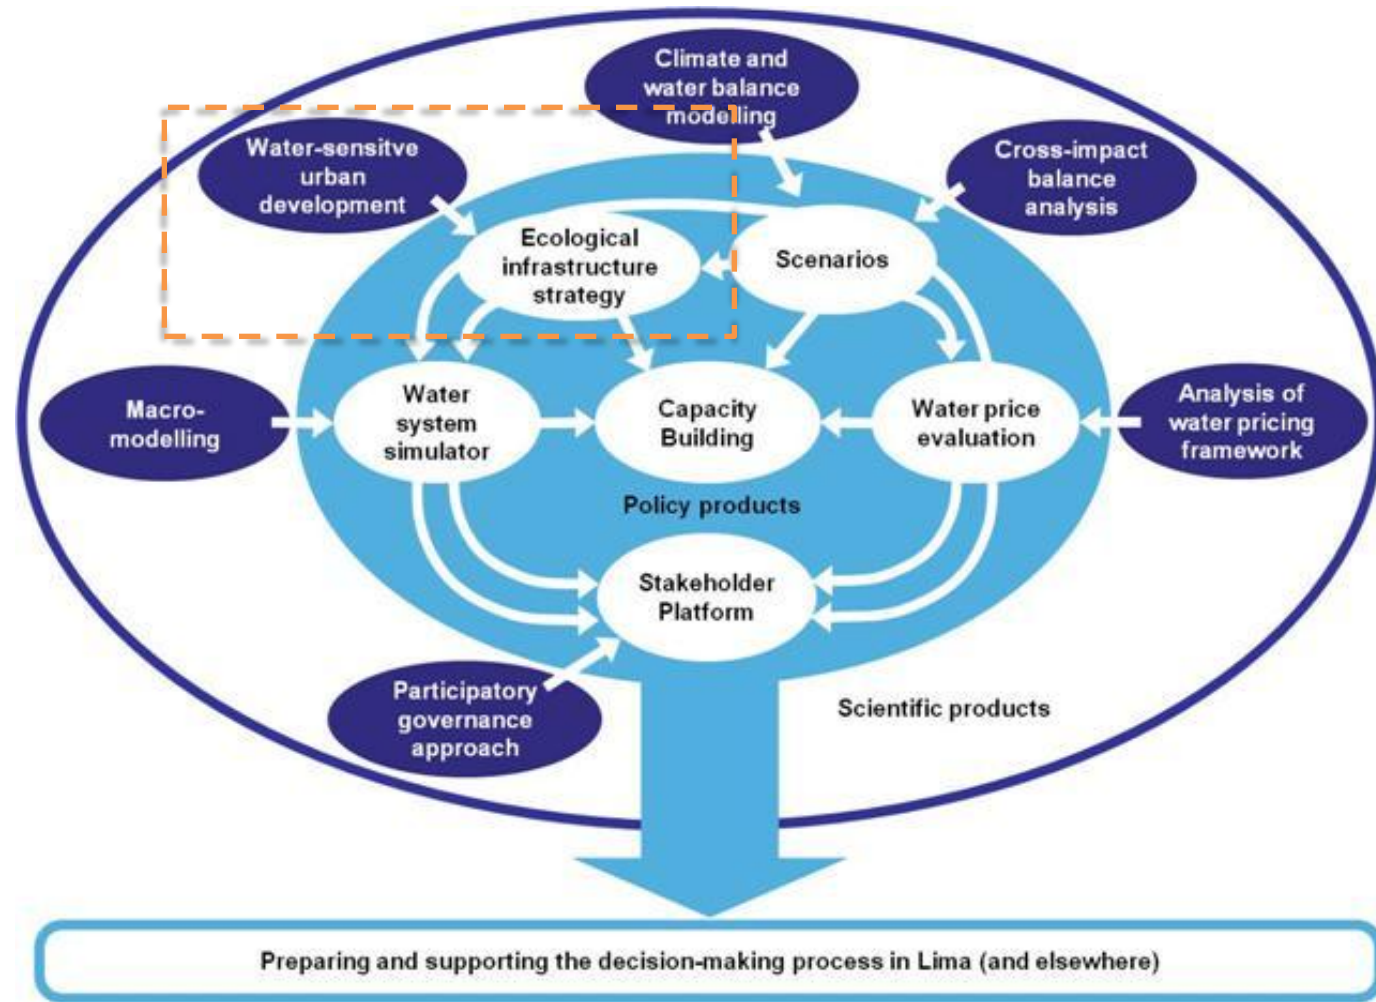 Climate and
water balance
modelling
Water-sensitve
urban
development
Cross-impact
balance
analysis
Ecological
infrastructure
strategy
Scenarios
Macro-
modelling
Water
system
simulator
Capacity
Building
Water price
evaluation
Analysis of
water pricing
framework
Policy products
Stakeholder
Platform
Participatory
governance
approach
Scientific products
Preparing and supporting the decision-making process in Lima (and elsewhere)